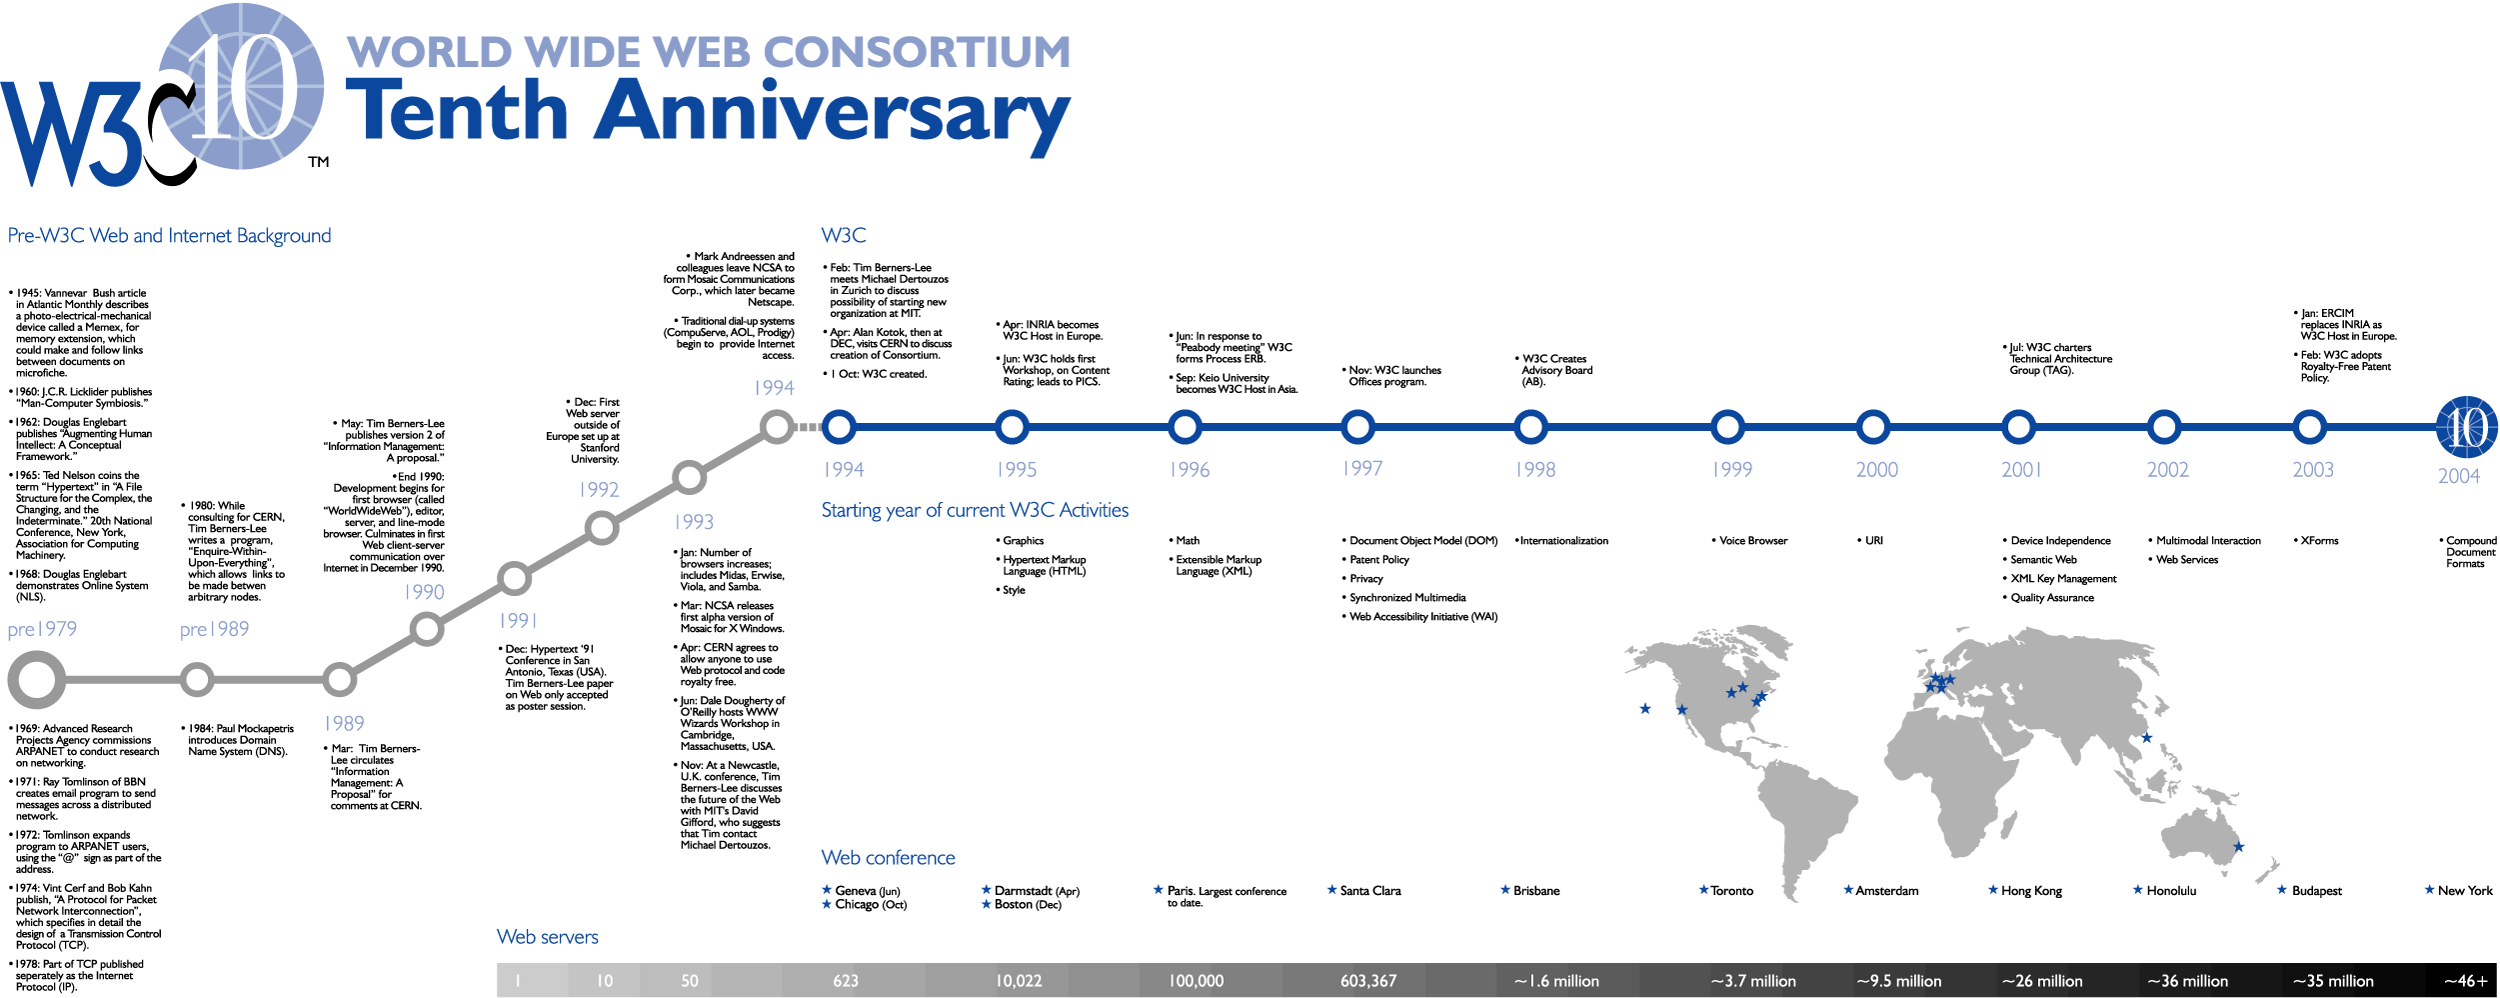 W3C 10 TM
WORLD WIDE WEB CONSORTIUM
Tenth Anniversary
Pre-W3C Web and Internet Background
• 1945: Vannevar Bush article
in Atlantic Monthly describes
a photo-electrical-mechanical
device called a Memex, for
memory extension, which
could make and follow links
between documents on
microfiche.
• 1960: J.C.R. Licklider publishes
“Man-Computer Symbiosis.”
• 1962: Douglas Englebart
publishes “Augmenting Human
Intellect: A Conceptual
Framework.”
• 1965: Ted Nelson coins the
term “Hypertext” in “A File
Structure for the Complex, the
Changing, and the
Indeterminate.” 20th National
Conference, New York,
Association for Computing
Machinery.
• 1968: Douglas Englebart
demonstrates Online System
(NLS).
pre1979
• 1969: Advanced Research
Projects Agency commissions
ARPANET to conduct research
on networking.
• 1971: Ray Tomlinson of BBN
creates email program to send
messages across a distributed
network.
• 1972: Tomlinson expands
program to ARPANET users,
using the “@” sign as part of the
address.
• 1974: Vint Cerf and Bob Kahn
publish, “A Protocol for Packet
Network Interconnection”,
which specifies in detail the
design of a Transmission Control
Protocol (TCP).
• 1978: Part of TCP published
seperately as the Internet
Protocol (IP).
• 1980: While
consulting for CERN,
Tim Berners-Lee
writes a program,
“Enquire-Within-
Upon-Everything”,
which allows links to
be made betwen
arbitrary nodes.
pre1989
• 1984: Paul Mockapetris
introduces Domain
Name System (DNS).
1989
• Mar: Tim Berners-
Lee circulates
“Information
Management: A
Proposal” for
comments at CERN.
• May: Tim Berners-Lee
publishes version 2 of
“Information Management:
A proposal.”
• End 1990:
Development begins for
first browser (called
“WorldWideWeb”), editor,
server, and line-mode
browser. Culminates in first
Web client-server
communication over
Internet in December 1990.
1990
1991
• Dec: Hypertext ’91
Conference in San
Antonio, Texas (USA).
Tim Berners-Lee paper
on Web only accepted
as poster session.
• Dec: First
Web server
outside of
Europe set up at
Stanford
University.
1992
1993
• Jan: Number of
browsers increases;
includes Midas, Erwise,
Viola, and Samba.
• Mar: NCSA releases
first alpha version of
Mosaic for X Windows.
• Apr: CERN agrees to
allow anyone to use
Web protocol and code
royalty free.
• Jun: Dale Dougherty of
O’Reilly hosts WWW
Wizards Workshop in
Cambridge,
Massachusetts, USA.
• Nov: At a Newcastle,
U.K. conference, Tim
Berners-Lee discusses
the future of the Web
with MIT’s David
Gifford, who suggests
that Tim contact
Michael Dertouzos.
• Mark Andreessen and
colleagues leave NCSA to
form Mosaic Communications
Corp., which later became
Netscape.
• Traditional dial-up systems
(CompuServe, AOL, Prodigy)
begin to provide Internet
access.
1994
W3C
• Feb: Tim Berners-Lee
meets Michael Dertouzos
in Zurich to discuss
possibility of starting new
organization at MIT.
• Apr: Alan Kotok, then at
DEC, visits CERN to discuss
creation of Consortium.
• 1 Oct: W3C created.
• Apr: INRIA becomes
W3C Host in Europe.
• Jun: W3C holds first
Workshop, on Content
Rating; leads to PICS.
• Jun: In response to
“Peabody meeting” W3C
forms Process ERB.
• Sep: Keio University
becomes W3C Host in Asia.
• Nov: W3C launches
Offices program.
• W3C Creates
Advisory Board
(AB).
• Jul: W3C charters
Technical Architecture
Group (TAG).
• Jan: ERCIM
replaces INRIA as
W3C Host in Europe.
• Feb: W3C adopts
Royalty-Free Patent
Policy.
10
1994 1995 1996 1997 1998 1999 2000 2001 2002 2003 2004
Starting year of current W3C Activities
• Graphics
• Hypertext Markup
Language (HTML)
• Style
• Math
• Extensible Markup
Language (XML)
• Document Object Model (DOM)
• Patent Policy
• Privacy
• Synchronized Multimedia
• Web Accessibility Initiative (WAI)
• Internationalization
• Voice Browser
• URI
• Device Independence
• Semantic Web
• XML Key Management
• Quality Assurance
• Multimodal Interaction
• Web Services
• XForms
• Compound
Document
Formats
Web conference
★ Geneva (Jun)
★ Chicago (Oct)
★ Darmstadt (Apr)
★ Boston (Dec)
★ Paris. Largest conference
to date.
★ Santa Clara
★ Brisbane
★ Toronto
★ Amsterdam
★ Hong Kong
★ Honolulu
★ Budapest
★ New York
Web servers
1 10 50 623 10,022 100,000 603,367 ~1.6 million ~3.7 million ~9.5 million ~26 million ~36 million ~35 million ~46+